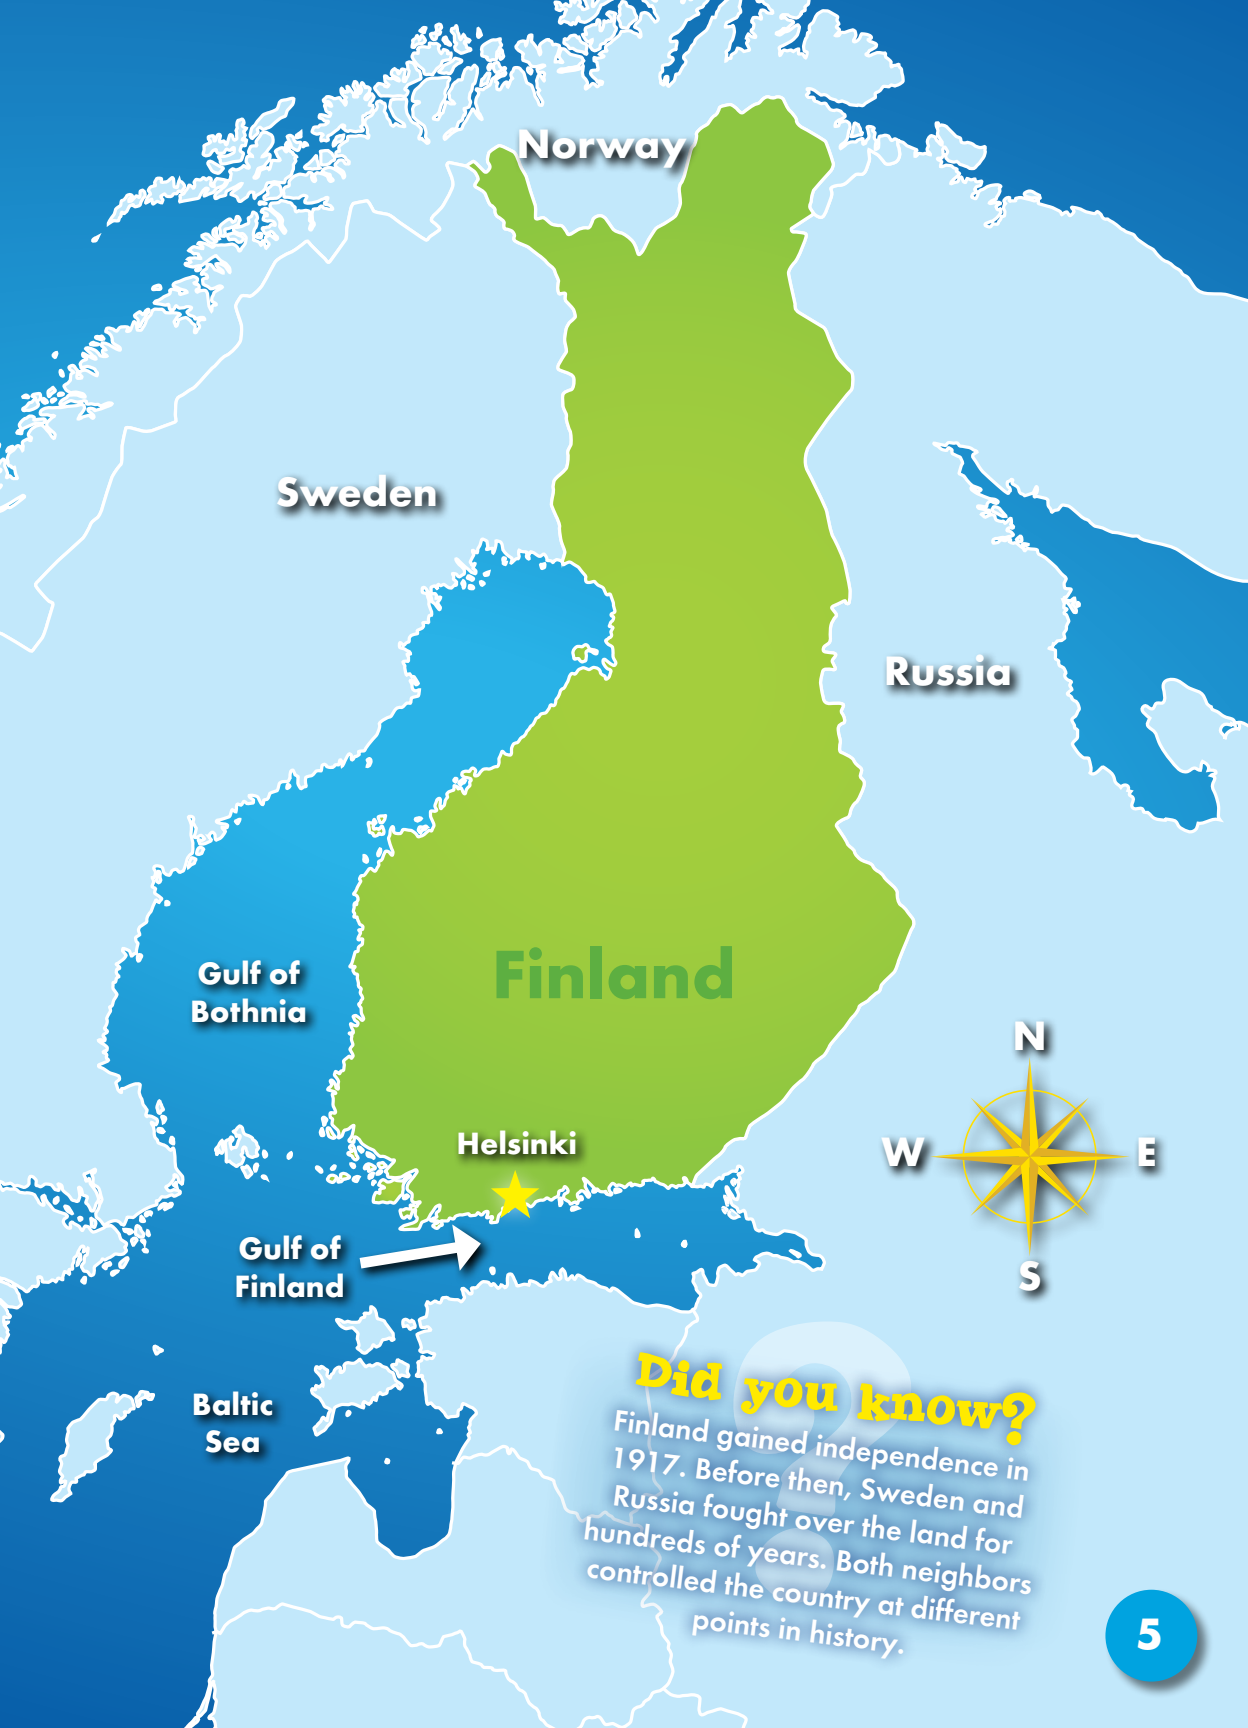 Norway
Sweden
Russia
Finland
Gulf of
Bothnia
N
W
E
S
Helsinki
Gulf of
Finland
Baltic
Sea
Did you know?
Finland gained independence in
1917. Before then, Sweden and
Russia fought over the land for
hundreds of years. Both neighbors
controlled the country at different
points in history.
5